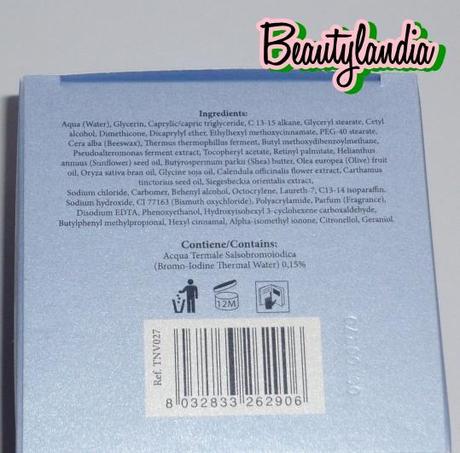 Beautylandia
Ingredients:
Aqua (Water), Glycerin, Caprylic/capric triglyceride, C 13-15 alkane, Glyceryl stearate, Cetyl
alcohol, Dimethicone, Dicaprylyl ether, Ethylhexyl methoxycinnamate, PEG-40 stearate,
Cera alba (Beeswax), Thermus thermophillus ferment, Butyl methoxydibenzoylmethane,
Pseudoalteromonas ferment extract, Tocopheryl acetate, Retinyl palmitate, Helianthus
annuus (Sunflower) seed oil, Butyrospermum parkii (Shea) butter, Olea europea (Olive) fruit
oil, Oryza sativa bran oil, Glycine soja oil, Calendula officinalis flower extract, Carthamus
tinctorius seed oil, Siegesbeckia orientalis extract,
Sodium chloride, Carbomer, Behenyl alcohol, Octocrylene, Laureth-7, C13-14 isoparaffin,
Sodium hydroxide, CI 77163 (Bismuth oxychloride), Polyacrylamide, Parfum (Fragrance),
Disodium EDTA, Phenoxyethanol, Hydroxyisohexyl 3-cyclohexene carboxaldehyde,
Butylphenyl methylpropional, Hexyl cinnamal, Alpha-isomethyl ionone, Citronellol, Geraniol.
Contiene/Contains:
Acqua Termale Salsobromoiodica
(Bromo-Iodine Thermal Water) 0,15%
12M
Ref. TNV027
8 032833 262906